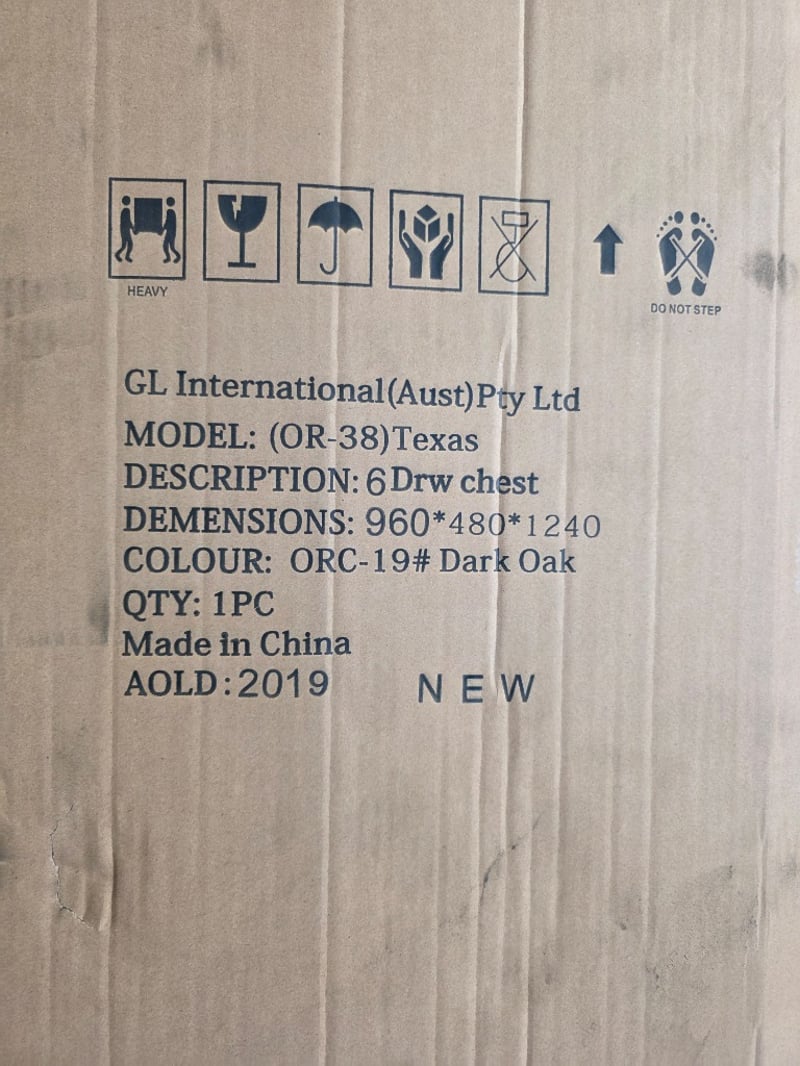 HEAVY
DO NOT STEP
GL International(Aust)Pty Ltd
MODEL: (OR-38)Texas
DESCRIPTION: 6 Drw chest
DEMENSIONS: 960*480*1240
COLOUR: ORC-19# Dark Oak
QTY: 1PC
Made in China
AOLD: 2019 NEW